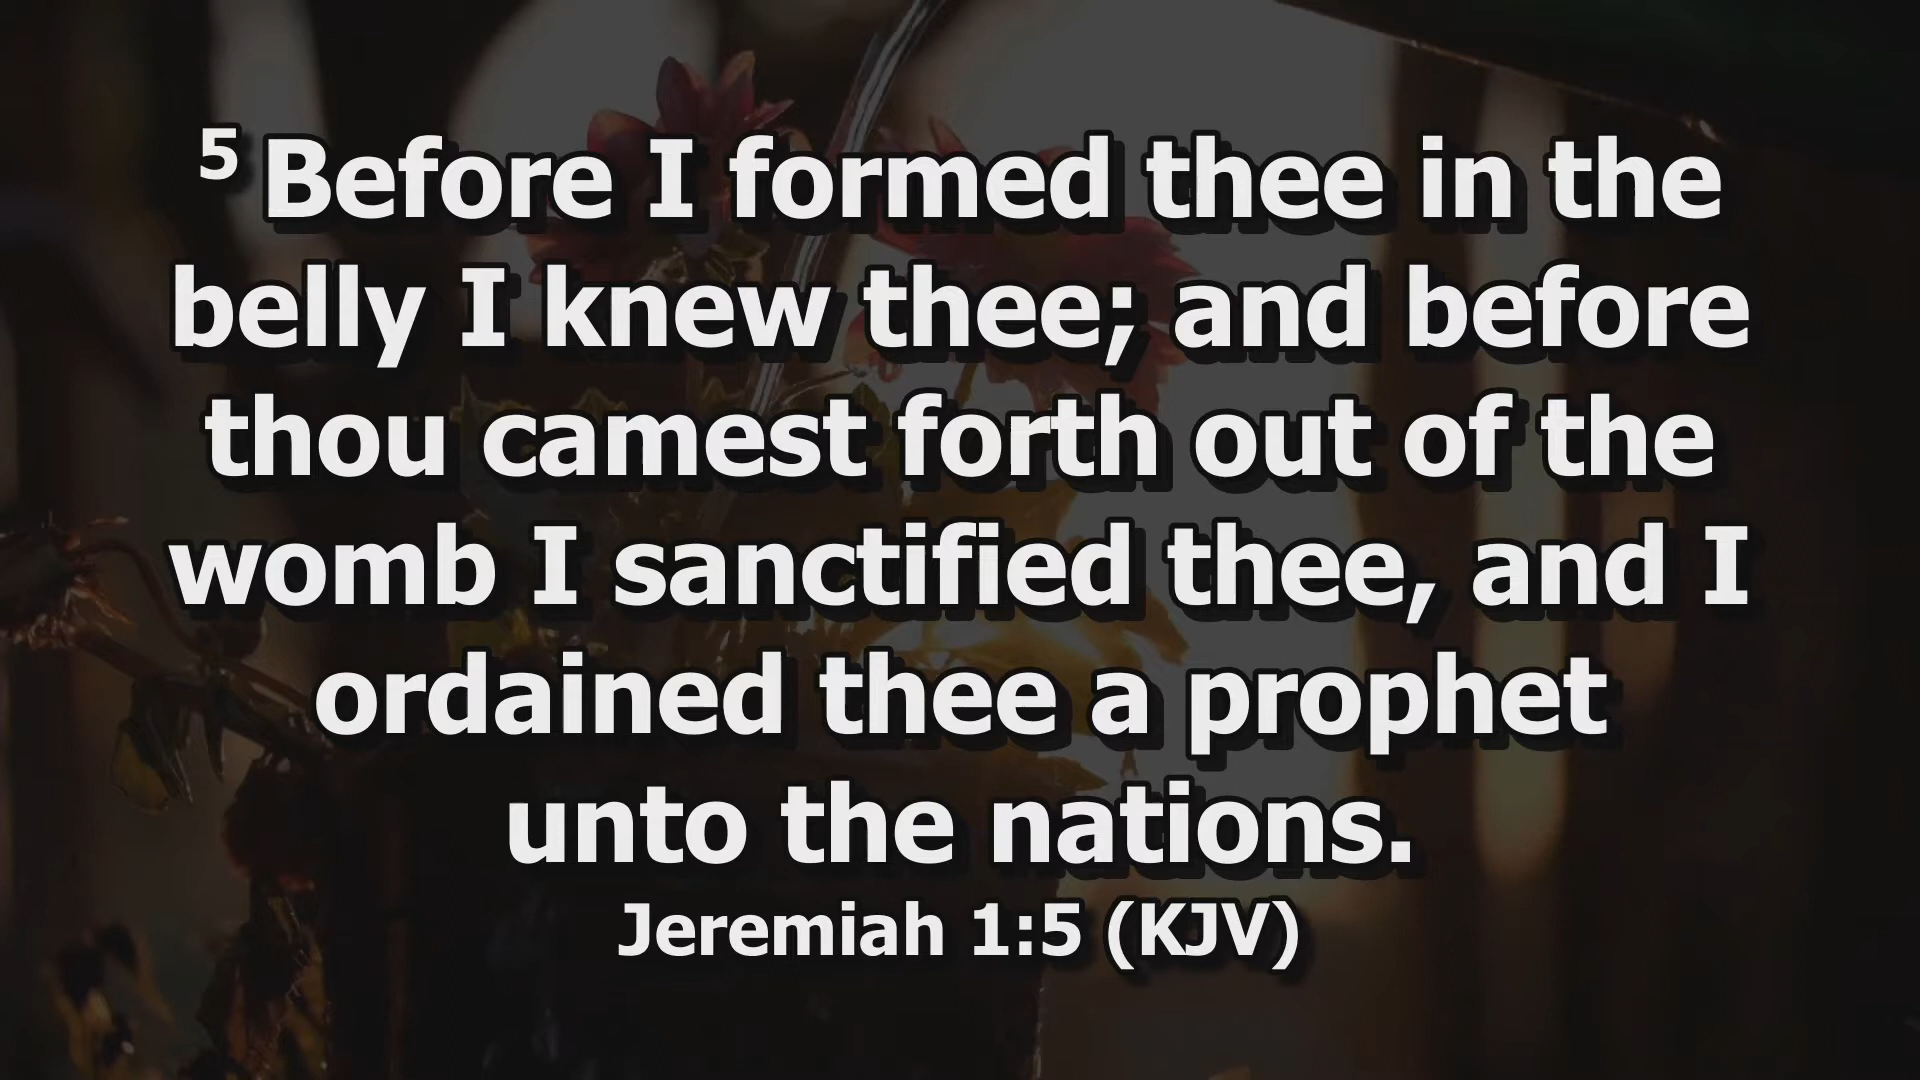 5 Before I formed thee in the
belly I knew thee; and before
thou camest forth out of the
womb I sanctified thee, and I
ordained thee a prophet
unto the nations.
Jeremiah 1:5 (KJV)